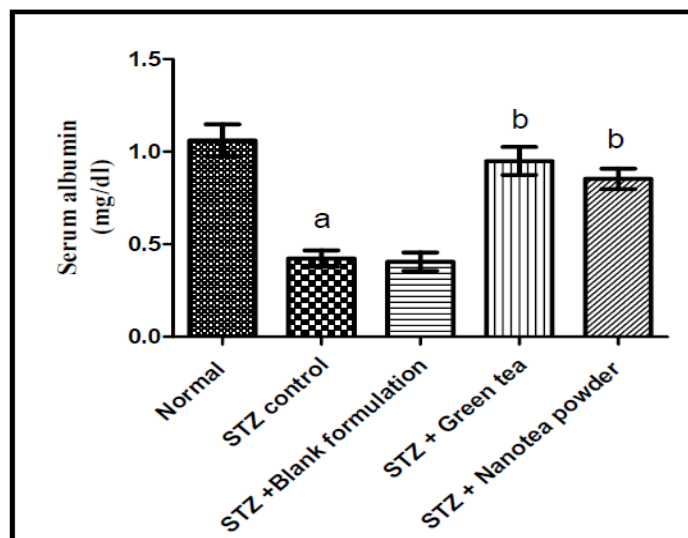 Serum albumin
(mg/dl)
1.5
1.0
0.5
0.0
a
b
b
Normal
STZ control
STZ +Blank formulation
STZ + Green tea
STZ + Nanotea powder